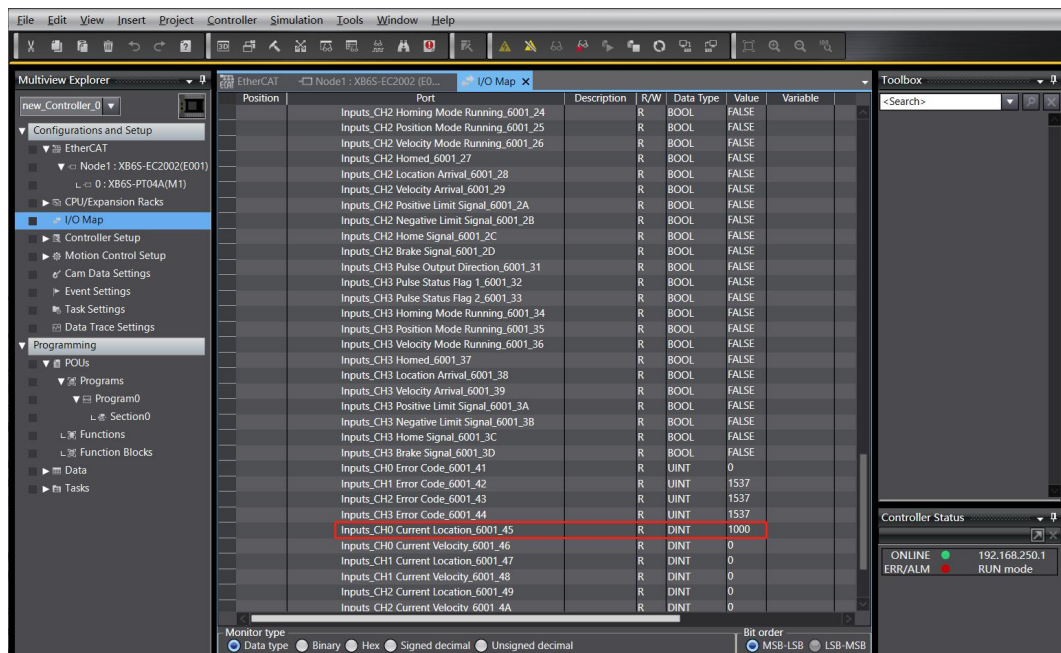 File Edit View Insert Project Controller Simulation Tools Window Help
Multiview Explorer
new_Controller_0
Configurations and Setup
EtherCAT
Node1 : XB6S-EC2002(E001)
0 : XB6S-PT04A(M1)
CPU/Expansion Racks
I/O Map
Controller Setup
Motion Control Setup
Cam Data Settings
Event Settings
Task Settings
Data Trace Settings
Programming
POUs
Programs
Program0
Section0
Functions
Function Blocks
Data
Tasks
EtherCAT Node1 : XB6S-EC2002 (E0... I/O Map
Position Port Description R/W Data Type Value Variable
Inputs_CH2 Homing Mode Running_6001_24 R BOOL FALSE
Inputs_CH2 Position Mode Running_6001_25 R BOOL FALSE
Inputs_CH2 Velocity Mode Running_6001_26 R BOOL FALSE
Inputs_CH2 Homed_6001_27 R BOOL FALSE
Inputs_CH2 Location Arrival_6001_28 R BOOL FALSE
Inputs_CH2 Velocity Arrival_6001_29 R BOOL FALSE
Inputs_CH2 Positive Limit Signal_6001_2A R BOOL FALSE
Inputs_CH2 Negative Limit Signal_6001_2B R BOOL FALSE
Inputs_CH2 Home Signal_6001_2C R BOOL FALSE
Inputs_CH2 Brake Signal_6001_2D R BOOL FALSE
Inputs_CH3 Pulse Output Direction_6001_31 R BOOL FALSE
Inputs_CH3 Pulse Status Flag 1_6001_32 R BOOL FALSE
Inputs_CH3 Pulse Status Flag 2_6001_33 R BOOL FALSE
Inputs_CH3 Homing Mode Running_6001_34 R BOOL FALSE
Inputs_CH3 Position Mode Running_6001_35 R BOOL FALSE
Inputs_CH3 Velocity Mode Running_6001_36 R BOOL FALSE
Inputs_CH3 Homed_6001_37 R BOOL FALSE
Inputs_CH3 Location Arrival_6001_38 R BOOL FALSE
Inputs_CH3 Velocity Arrival_6001_39 R BOOL FALSE
Inputs_CH3 Positive Limit Signal_6001_3A R BOOL FALSE
Inputs_CH3 Negative Limit Signal_6001_3B R BOOL FALSE
Inputs_CH3 Home Signal_6001_3C R BOOL FALSE
Inputs_CH3 Brake Signal_6001_3D R BOOL FALSE
Inputs_CH0 Error Code_6001_41 R UINT 0
Inputs_CH1 Error Code_6001_42 R UINT 1537
Inputs_CH2 Error Code_6001_43 R UINT 1537
Inputs_CH3 Error Code_6001_44 R UINT 1537
Inputs_CH0 Current Location_6001_45 R DINT 1000
Inputs_CH0 Current Velocity_6001_46 R DINT 0
Inputs_CH1 Current Location_6001_47 R DINT 0
Inputs_CH1 Current Velocity_6001_48 R DINT 0
Inputs_CH2 Current Location_6001_49 R DINT 0
Inputs_CH2 Current Velocity_6001_4A R DINT 0
Monitor type
Data type Binary Hex Signed decimal Unsigned decimal
Bit order
MSB-LSB LSB-MSB
Toolbox
<Search>
Controller Status
ONLINE 192.168.250.1
ERR/ALM RUN mode